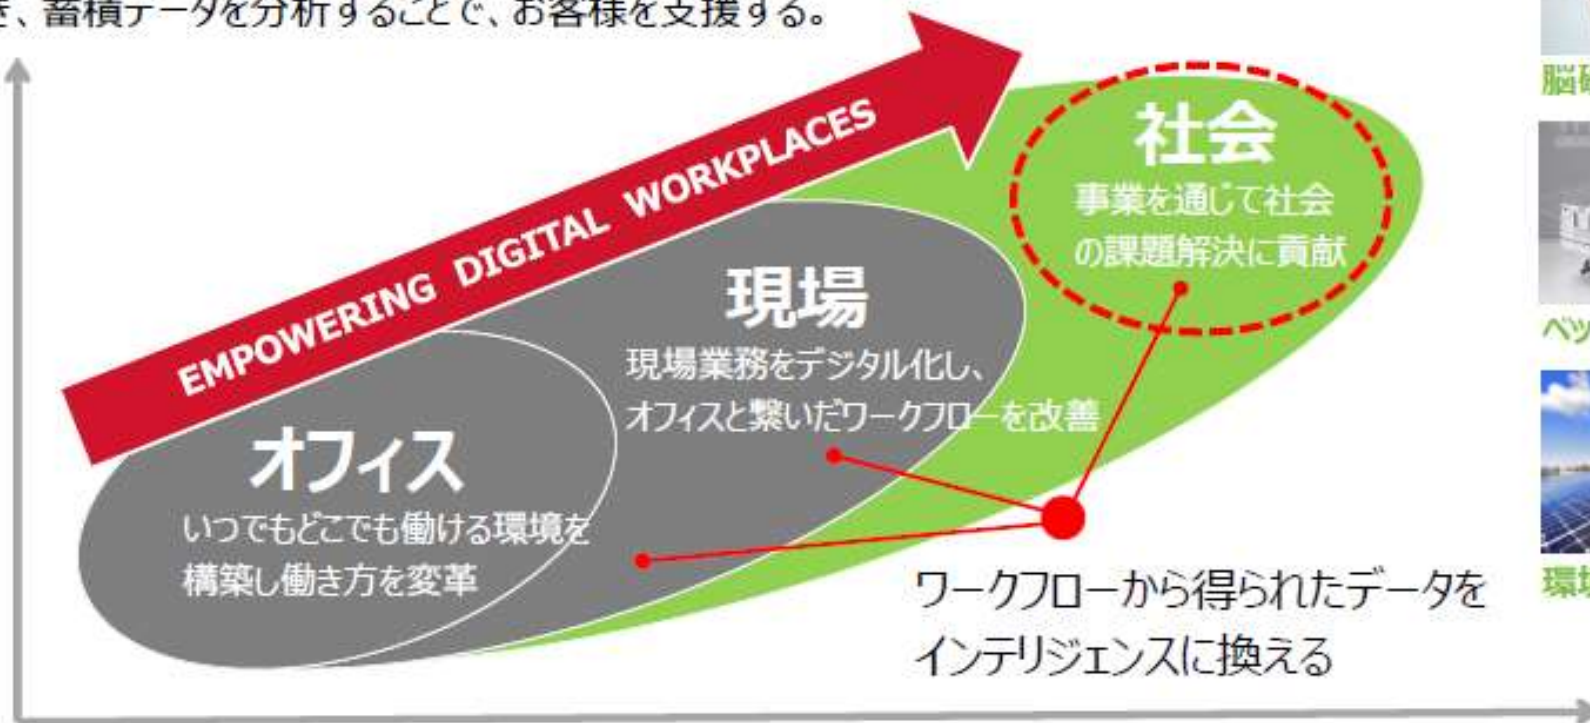 、蓄積データを分析することで、お客様を支援する。
EMPOWERING DIGITAL WORKPLACES
社会
事業を通じて社会
の課題解決に貢献
現場
現場業務をデジタル化し、
オフィスと繋いだワークフローを改善
オフィス
いつでもどこでも働ける環境を
構築し働き方を変革
ワークフローから得られたデータを
インテリジェンスに換える
脳
ベッ
環境